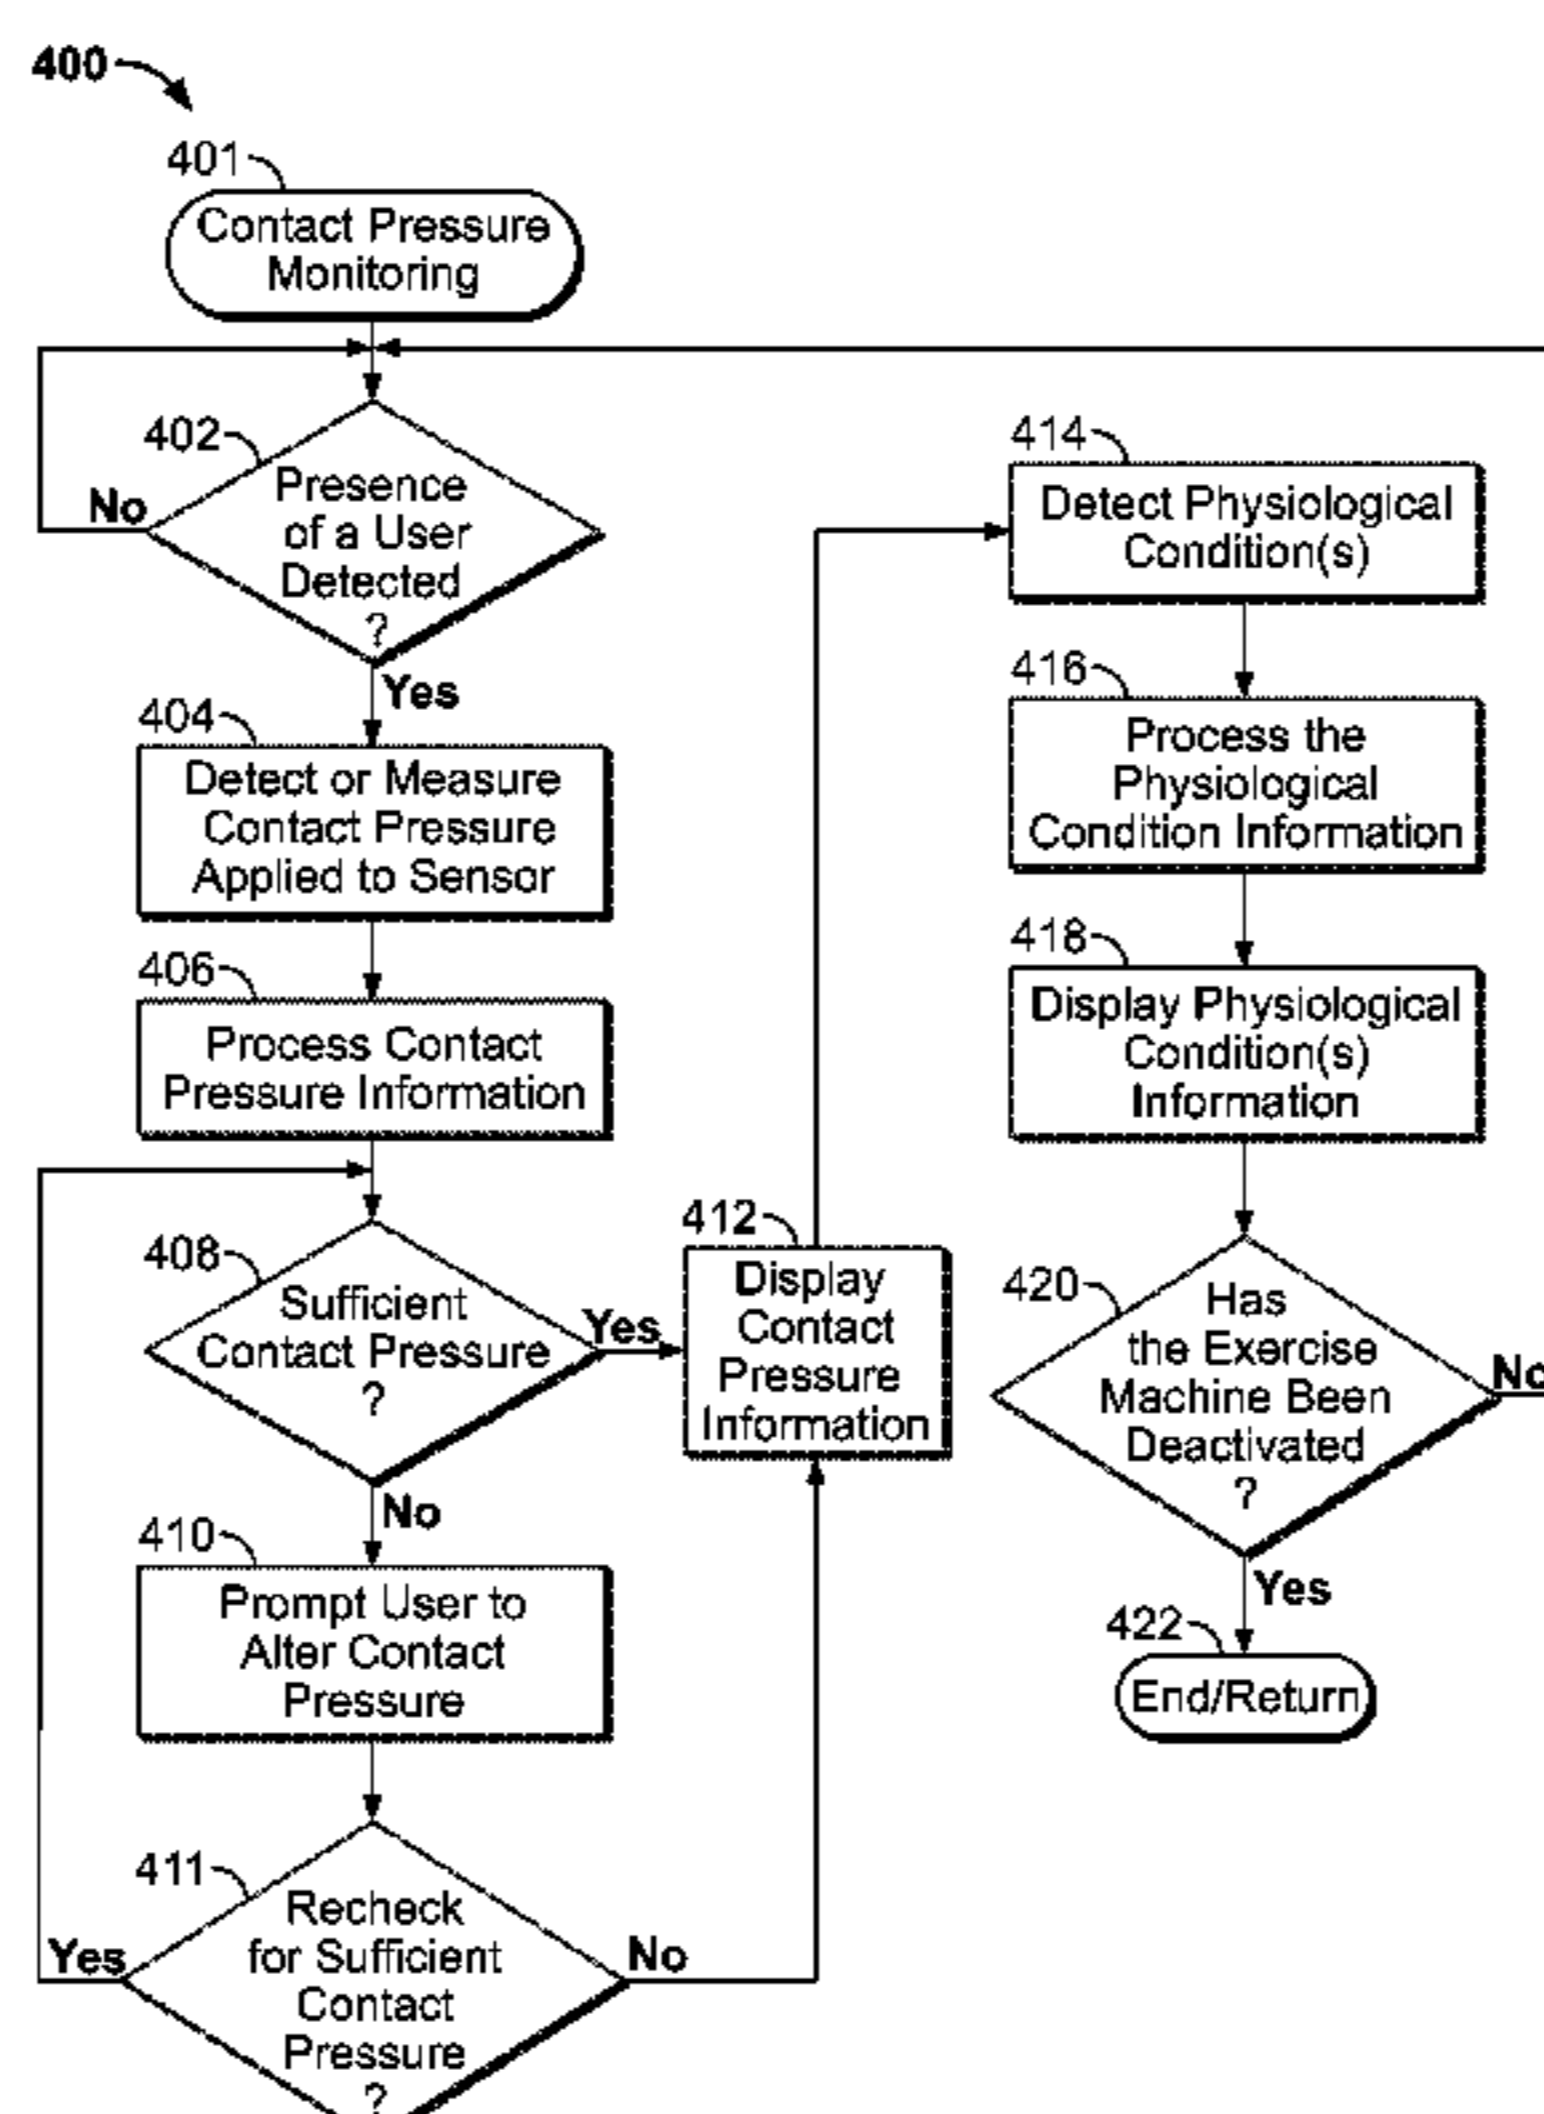 400
401
Contact Pressure
Monitoring
402
Presence
of a User
Detected
?
No
Yes
404
Detect or Measure
Contact Pressure
Applied to Sensor
406
Process Contact
Pressure Information
408
Sufficient
Contact Pressure
?
Yes
No
410
Prompt User to
Alter Contact
Pressure
411
Recheck
for Sufficient
Contact
Pressure
?
Yes
No
412
Display
Contact
Pressure
Information
414
Detect Physiological
Condition(s)
416
Process the
Physiological
Condition Information
418
Display Physiological
Condition(s)
Information
420
Has
the Exercise
Machine Been
Deactivated
?
No
Yes
422
End/Return